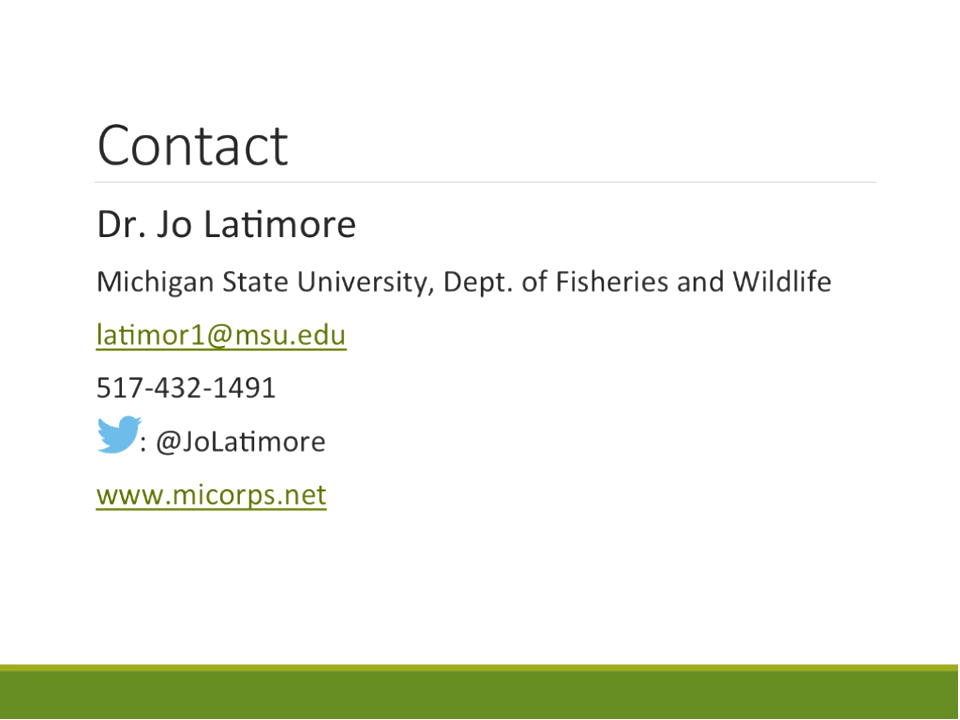 Contact
Dr. Jo Latimore
Michigan State University, Dept. of Fisheries and Wildlife
latimor1@msu.edu
517-432-1491
: @JoLatimore
www.micorps.net